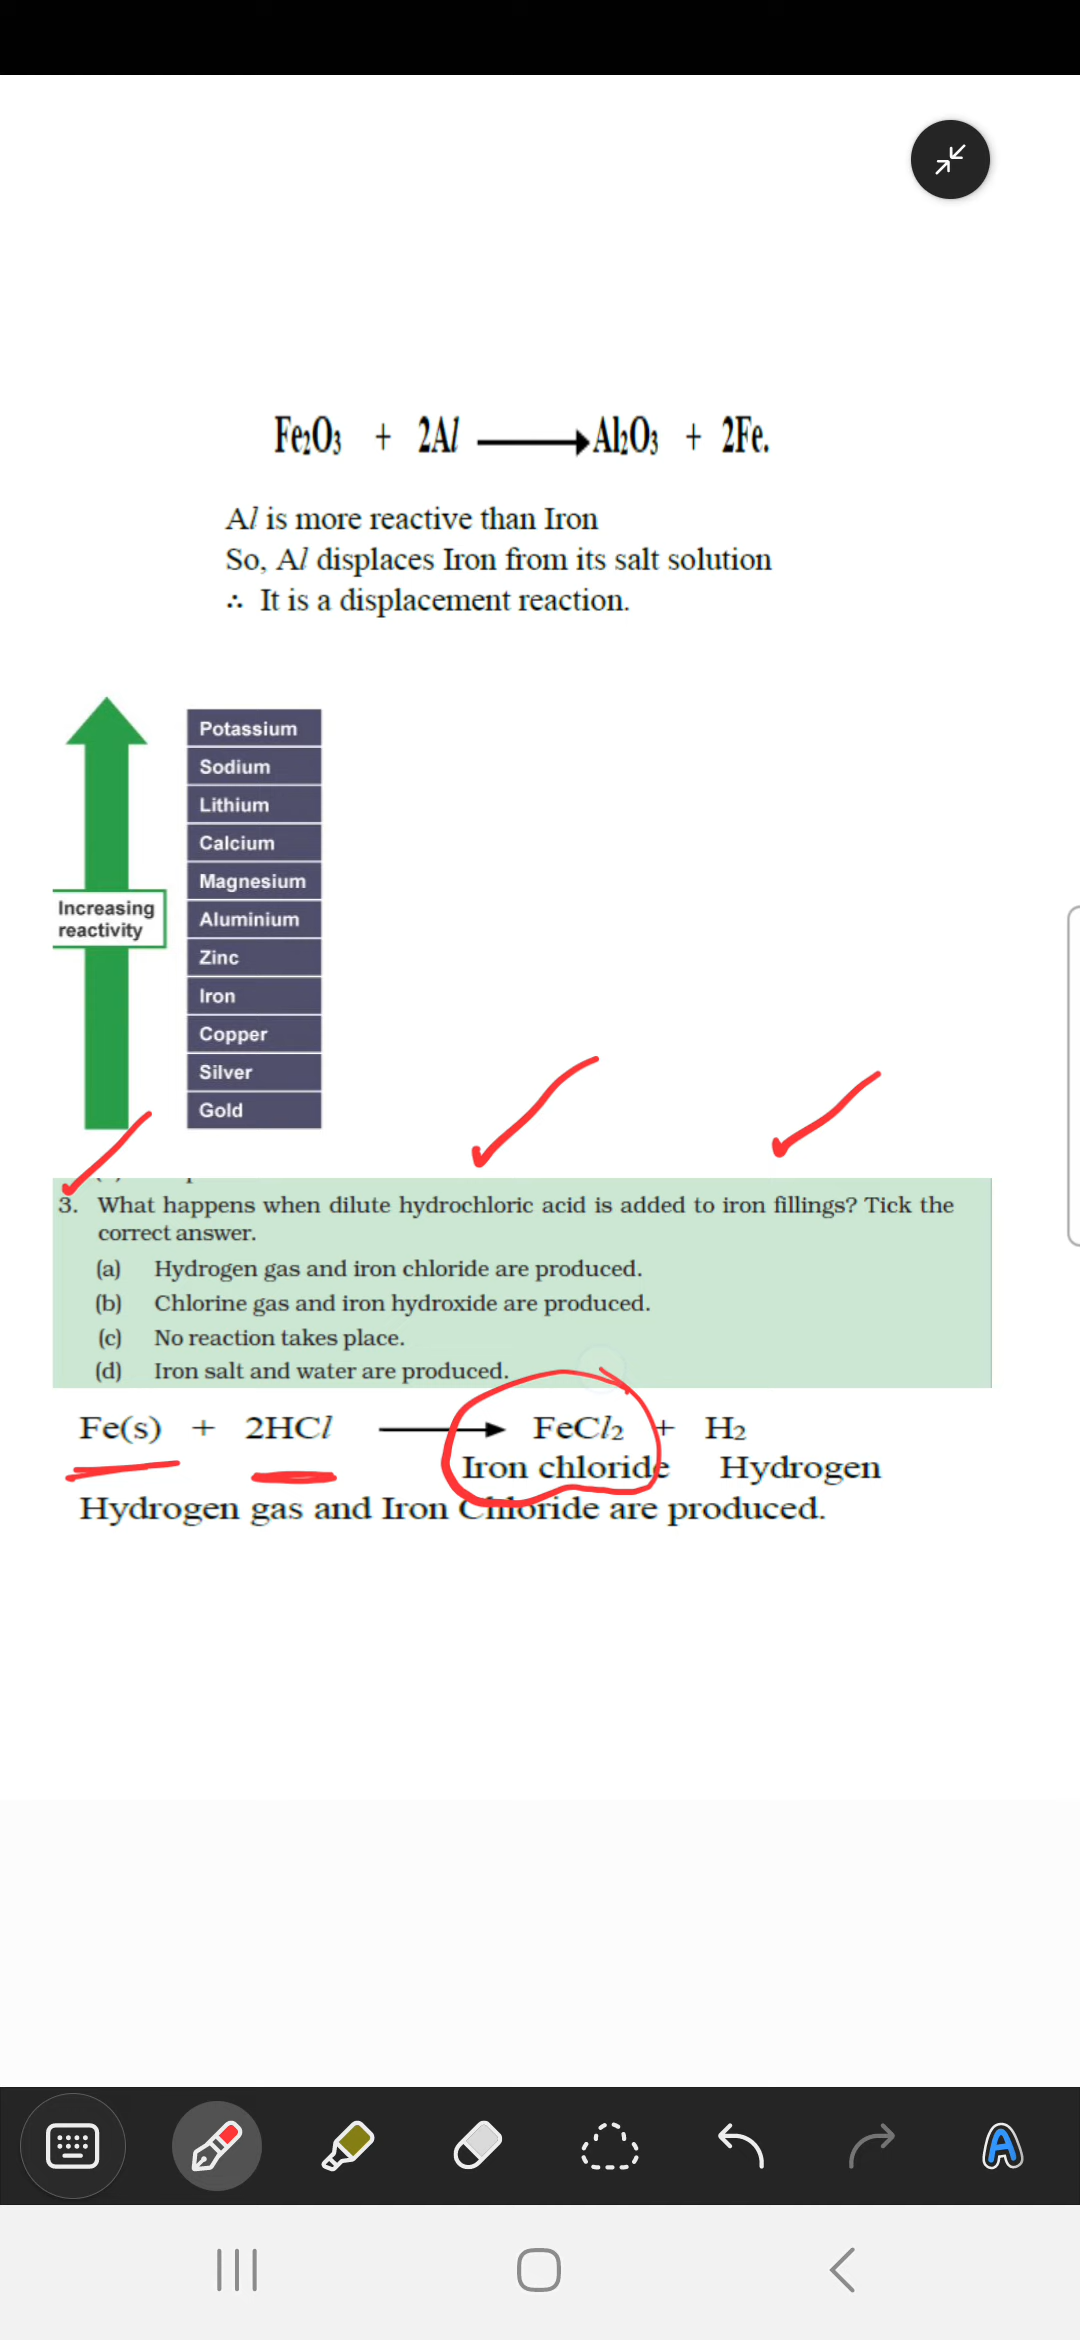 Fe₂O₃ + 2Al ⟶ Al₂O₃ + 2Fe.
Al is more reactive than Iron
So, Al displaces Iron from its salt solution
∴ It is a displacement reaction.
Potassium
Sodium
Lithium
Calcium
Magnesium
Increasing
reactivity
Aluminium
Zinc
Iron
Copper
Silver
Gold
3. What happens when dilute hydrochloric acid is added to iron fillings? Tick the
correct answer.
(a) Hydrogen gas and iron chloride are produced.
(b) Chlorine gas and iron hydroxide are produced.
(c) No reaction takes place.
(d) Iron salt and water are produced.
Fe(s) + 2HCl ⟶ FeCl₂ + H₂
Iron chloride Hydrogen
Hydrogen gas and Iron Chloride are produced.
A